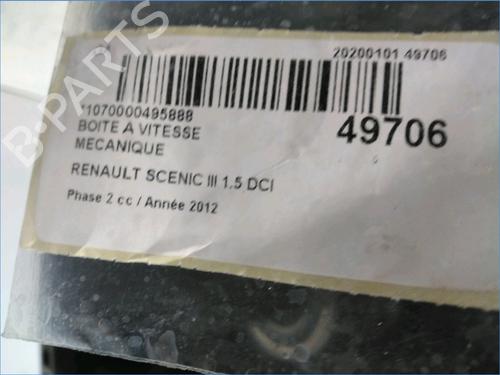 20200101 49706
*1070000495888
49706
BOITE A VITESSE
MECANIQUE
RENAULT SCENIC III 1.5 DCI
Phase 2 cc / Année 2012
B-PARTS